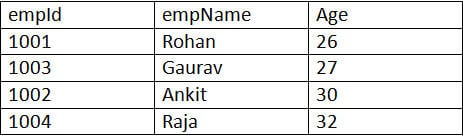 empId empName Age
1001 Rohan 26
1003 Gaurav 27
1002 Ankit 30
1004 Raja 32